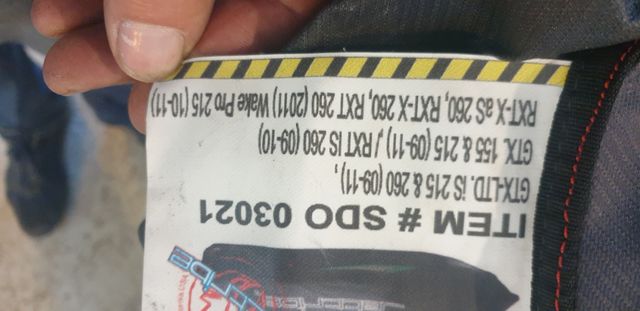 ITEM # SDO 03021
GTX-LTD. iS 215 & 260 (09-11),
GTX 155 & 215 (09-11) , / RXT iS 260 (09-10)
RXT-X aS 260, RXT-X 260, RXT 260 (2011) Wake Pro 215 (10-11)